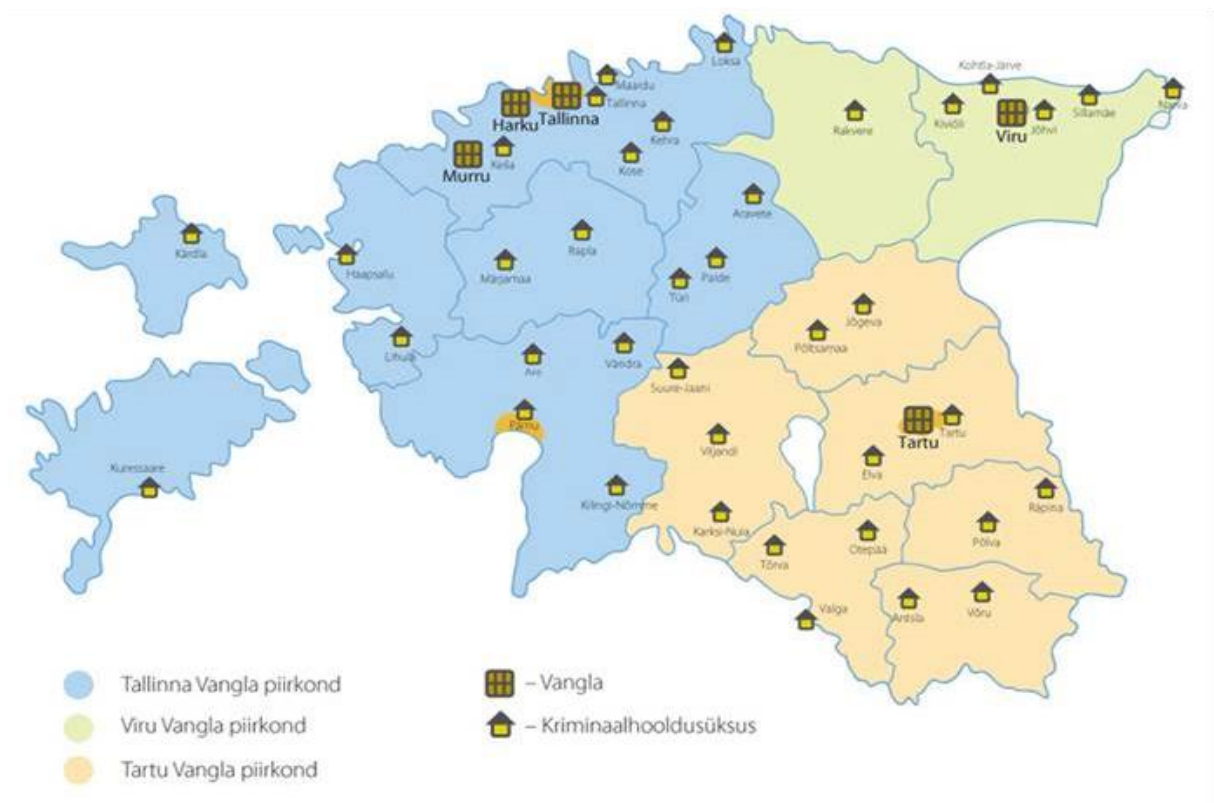 Loksa
Kohtla-Järve
Maardu
Tallinna
Harku
Tallinna
Rakvere
Kiviõli
Viru
Jõhvi
Sillamäe
Narva
Murru
Keila
Kehra
Kose
Aravete
Kärdla
Haapsalu
Märjamaa
Rapla
Türi
Paide
Jõgeva
Põltsamaa
Lihula
Are
Vändra
Suure-Jaani
Pärnu
Viljandi
Tartu
Tartu
Elva
Kuressaare
Kilingi-Nõmme
Karksi-Nuia
Räpina
Põlva
Otepää
Tõrva
Valga
Antsla
Võru
Tallinna Vangla piirkond
Viru Vangla piirkond
Tartu Vangla piirkond
– Vangla
– Kriminaalhooldusüksus